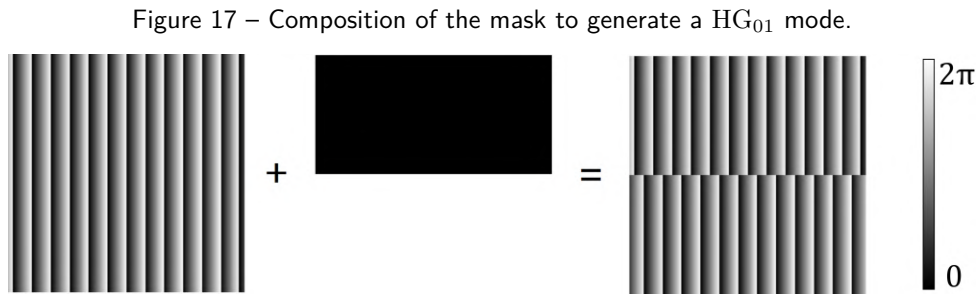 Figure 17 – Composition of the mask to generate a HG₀₁ mode.
+
=
2π
0